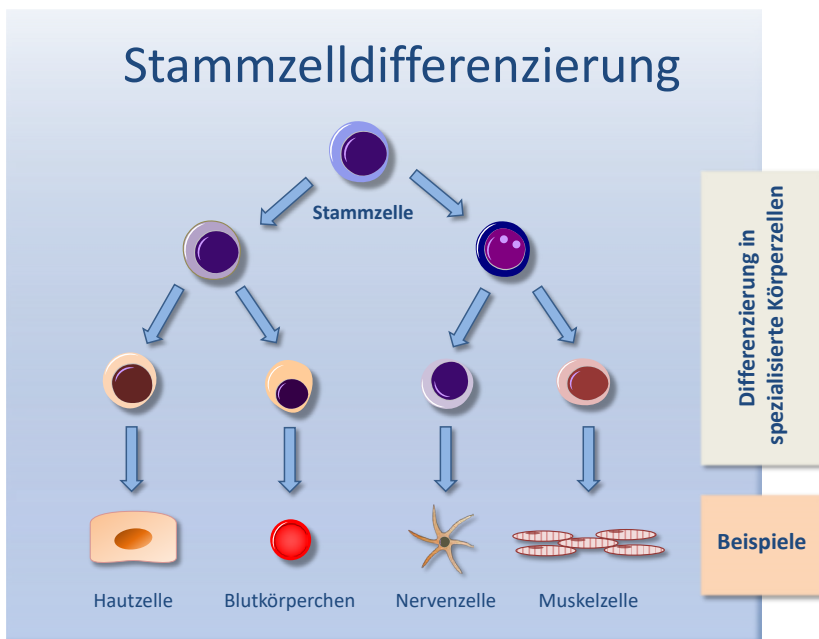 Stammzelldifferenzierung
Stammzelle
Differenzierung in
spezialisierte Körperzellen
Beispiele
Hautzelle
Blutkörperchen
Nervenzelle
Muskelzelle